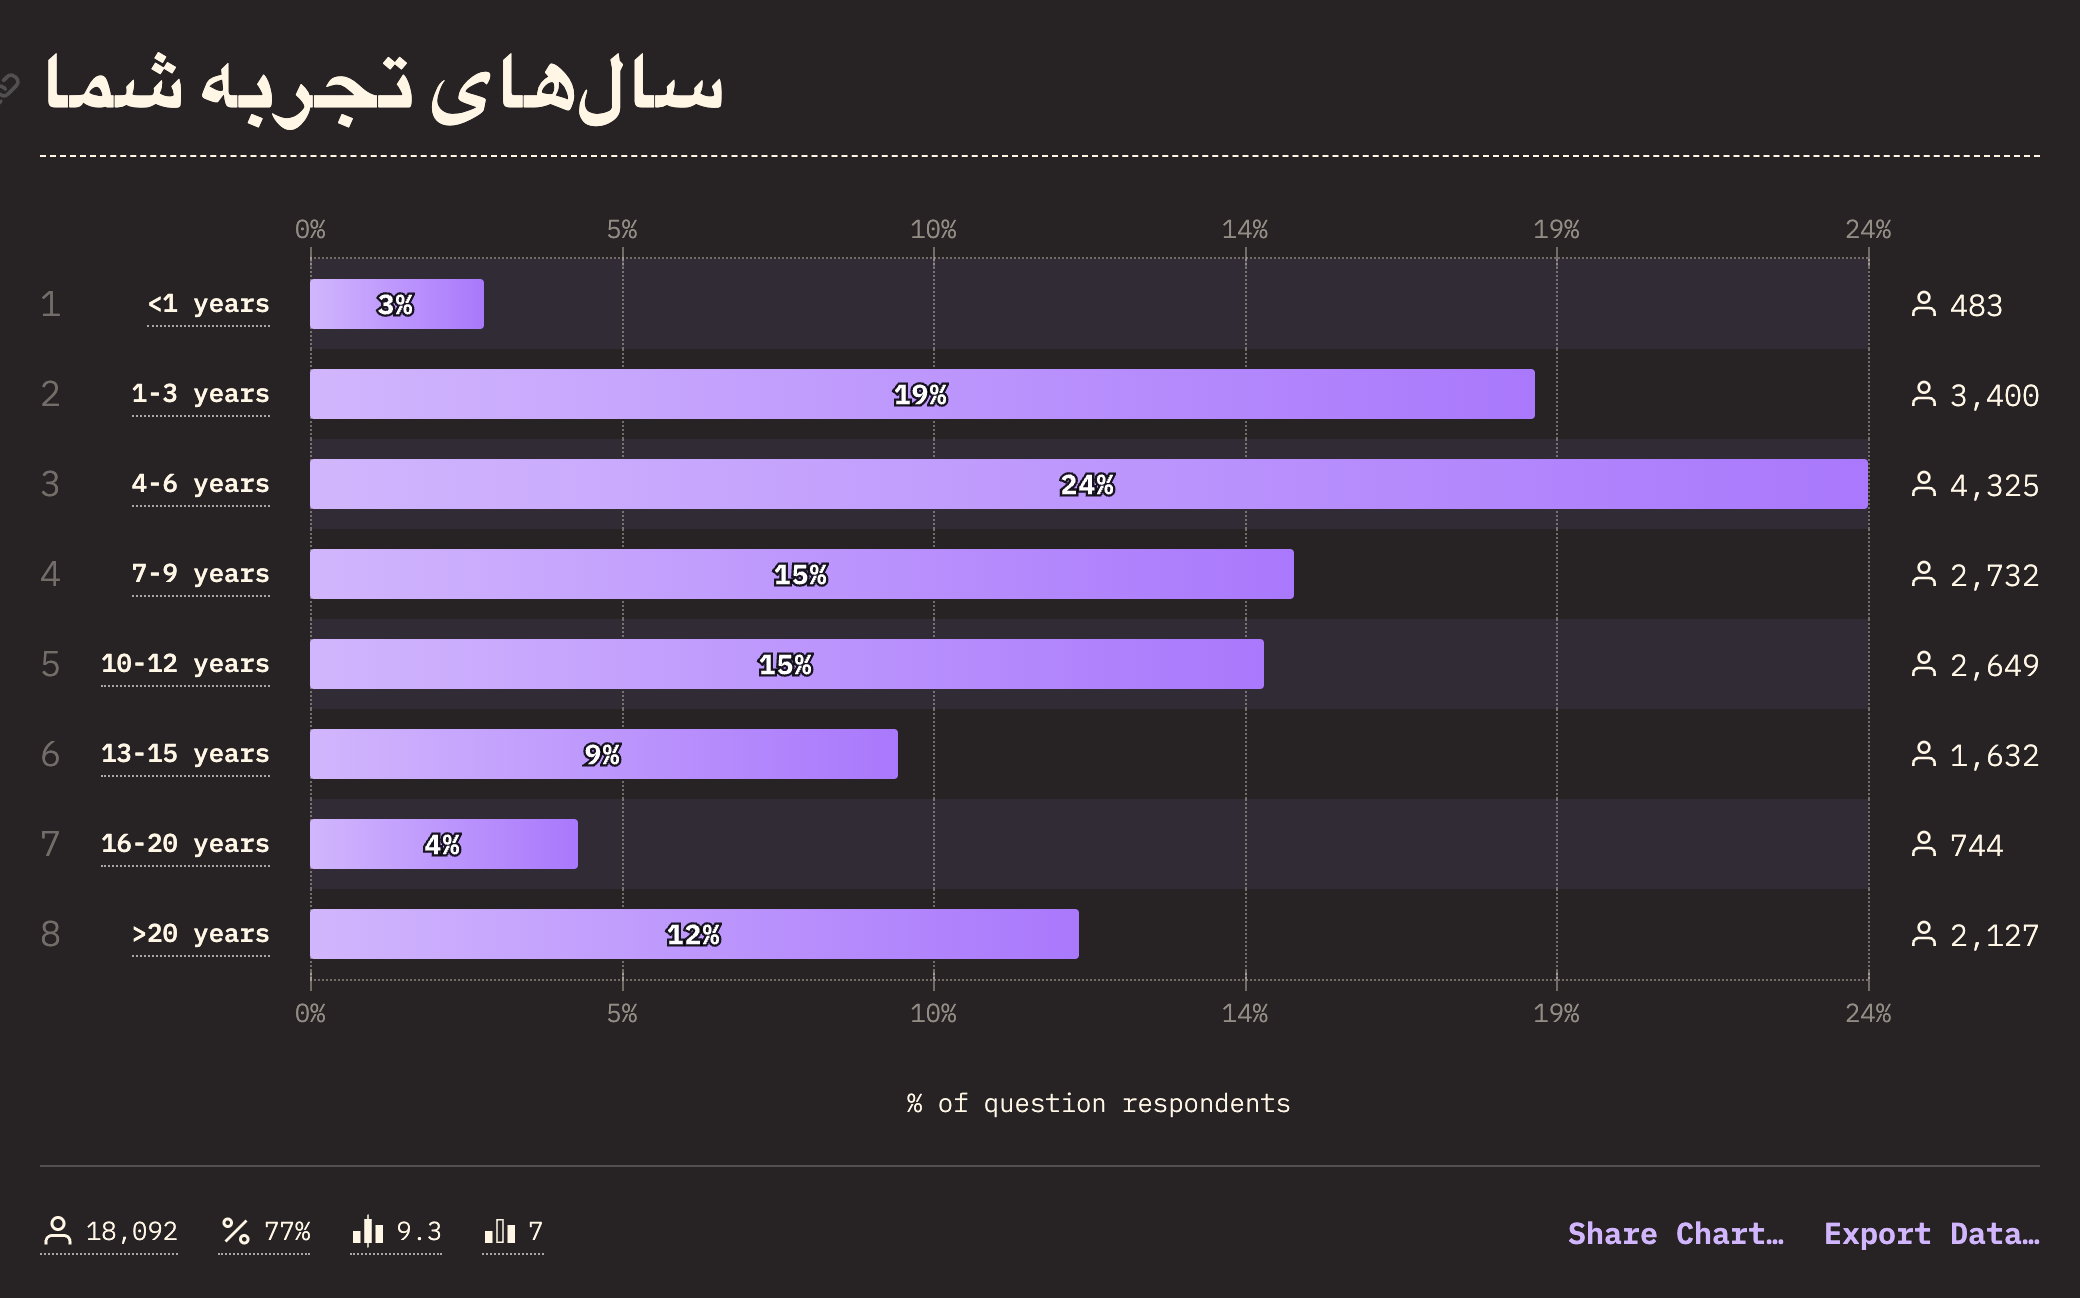 سال‌های تجربه شما
0% 5% 10% 14% 19% 24%
1 <1 years 3% 483
2 1-3 years 19% 3,400
3 4-6 years 24% 4,325
4 7-9 years 15% 2,732
5 10-12 years 15% 2,649
6 13-15 years 9% 1,632
7 16-20 years 4% 744
8 >20 years 12% 2,127
0% 5% 10% 14% 19% 24%
% of question respondents
18,092 77% 9.3 7 Share Chart… Export Data…